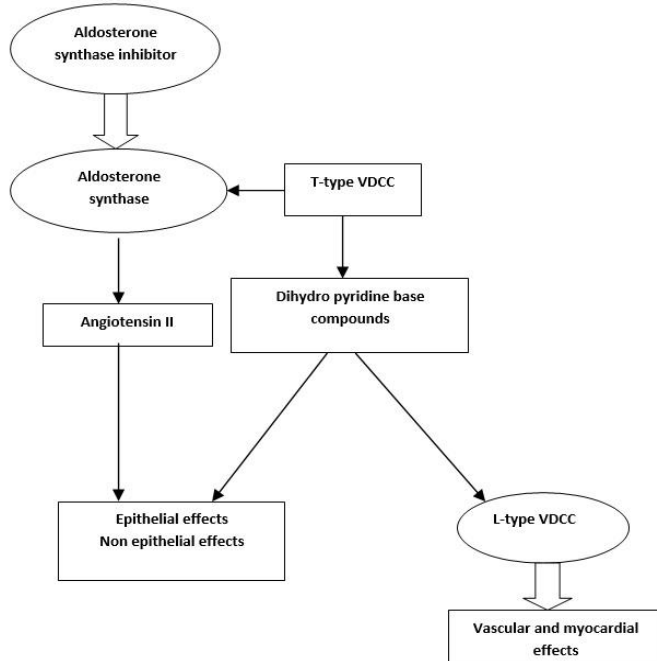 Aldosterone
synthase inhibitor
Aldosterone
synthase
T-type VDCC
Angiotensin II
Dihydro pyridine base
compounds
Epithelial effects
Non epithelial effects
L-type VDCC
Vascular and myocardial
effects